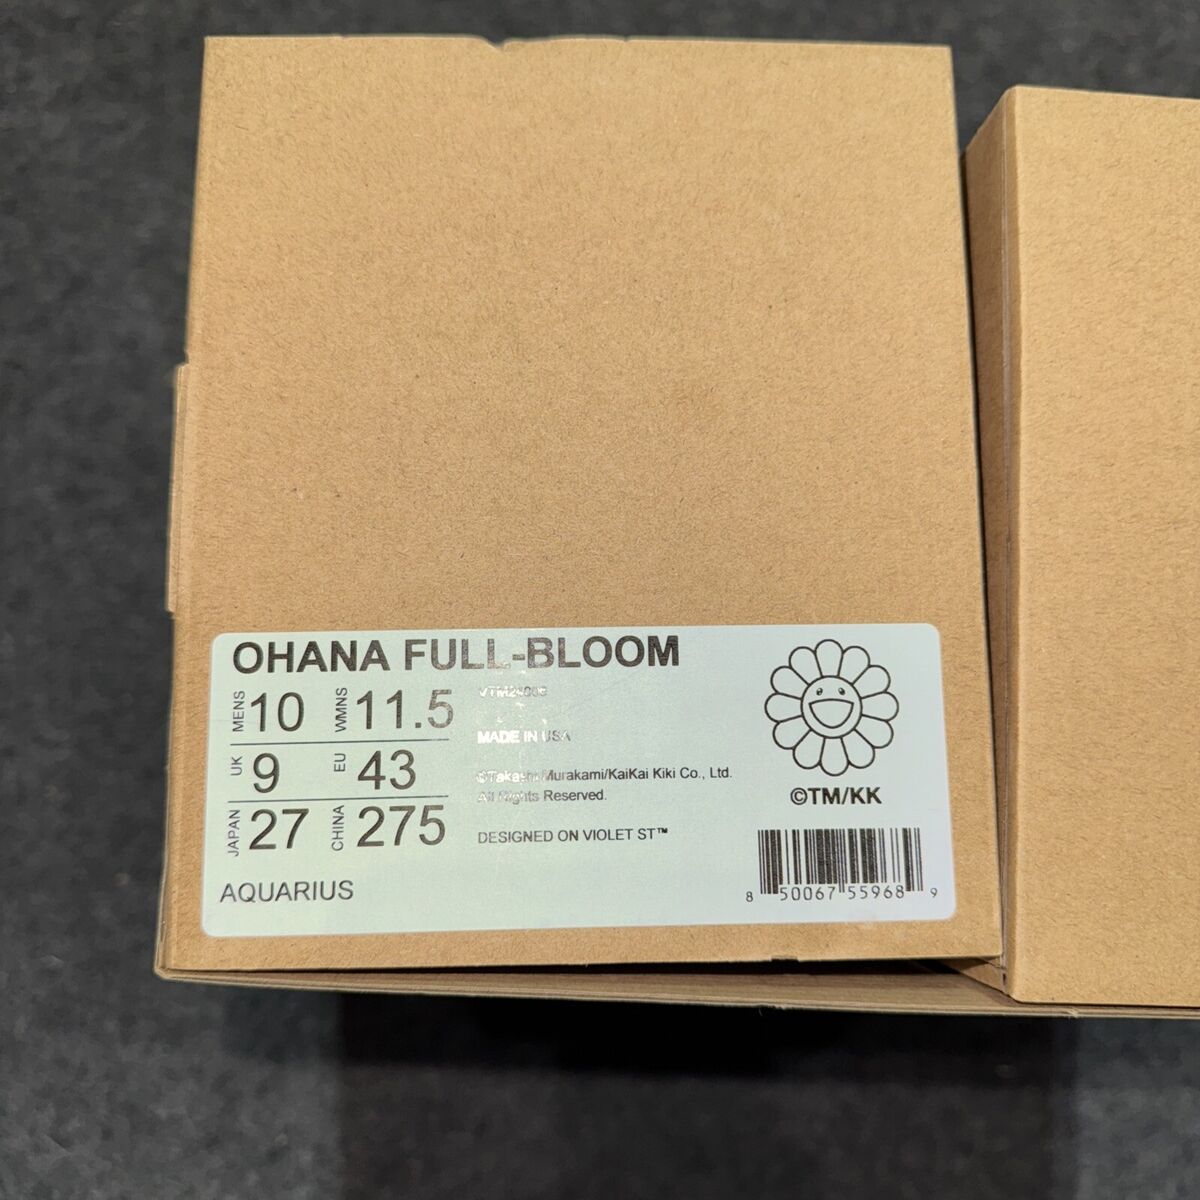 OHANA FULL-BLOOM
MENS 10 WMNS 11.5
UK 9 EU 43
JAPAN 27 CHINA 275
AQUARIUS
MADE IN USA
©Takashi Murakami/KaiKai Kiki Co., Ltd.
All Rights Reserved.
DESIGNED ON VIOLET ST™
©TM/KK
8 50067 55968 9